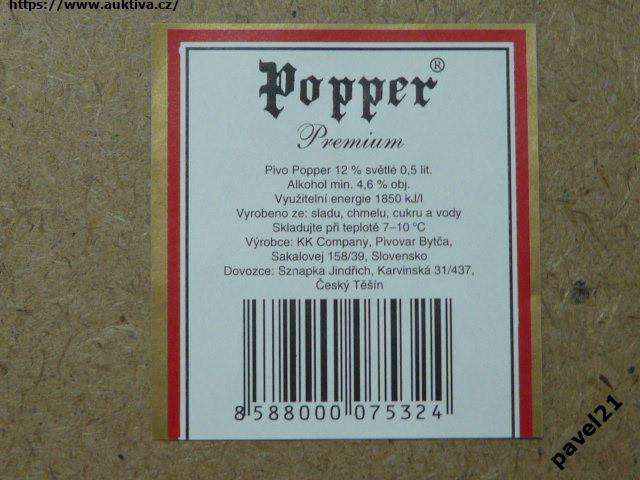 https://www.auktiva.cz/
Popper®
Premium
Pivo Popper 12 % světlé 0,5 lit.
Alkohol min. 4,6 % obj.
Využitelní energie 1850 kJ/l
Vyrobeno ze: sladu, chmelu, cukru a vody
Skladujte při teplotě 7–10 °C
Výrobce: KK Company, Pivovar Bytča,
Sakalovej 158/39, Slovensko
Dovozce: Sznapka Jindřich, Karvinská 31/437,
Český Těšín
8 588000 075324
pavel21